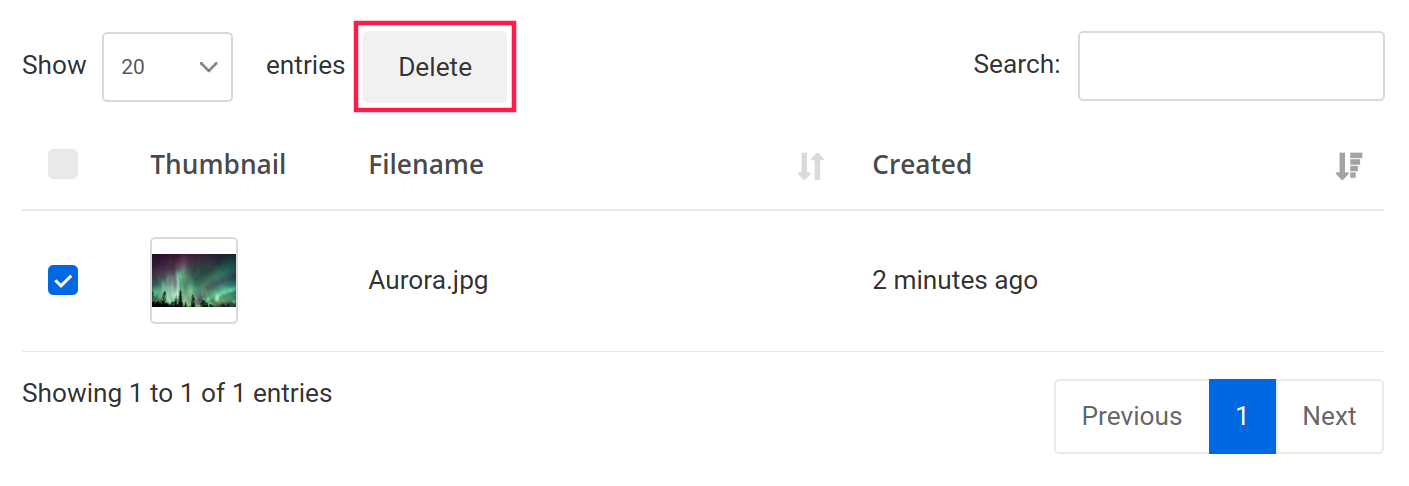 Show 20 entries Delete Search:
Thumbnail Filename Created
Aurora.jpg 2 minutes ago
Showing 1 to 1 of 1 entries
Previous 1 Next